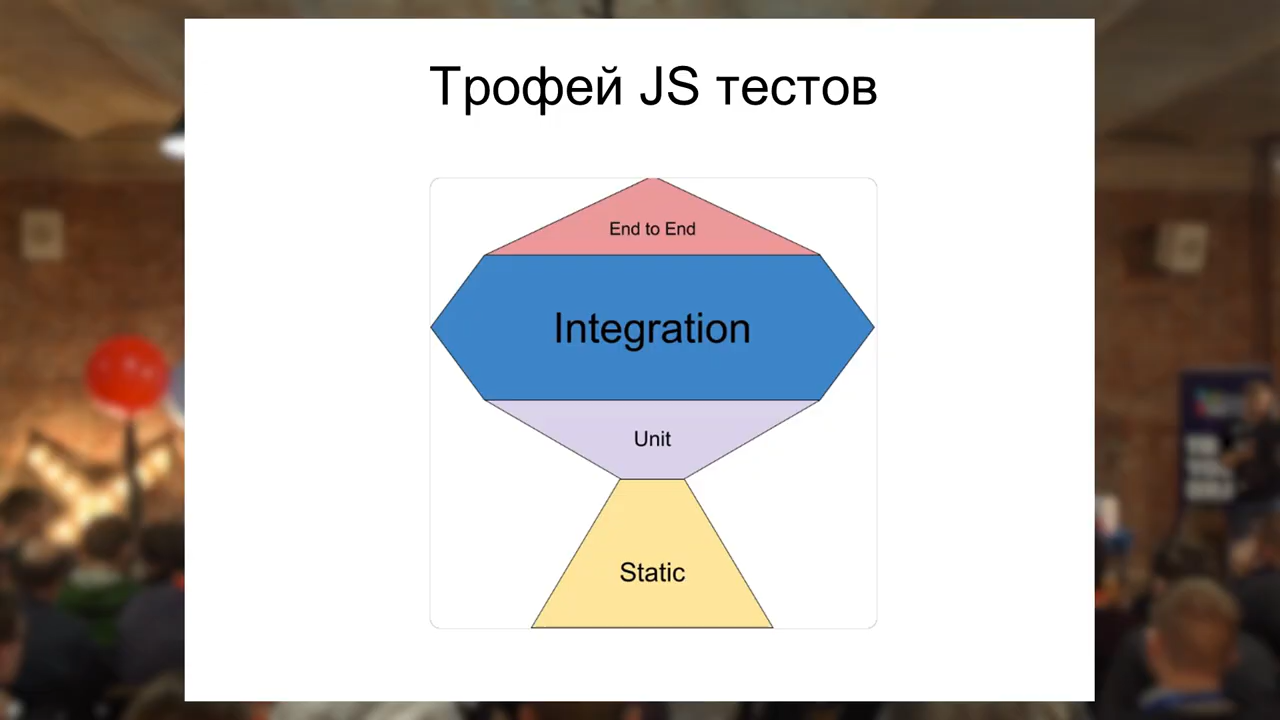 Трофей JS тестов
End to End
Integration
Unit
Static